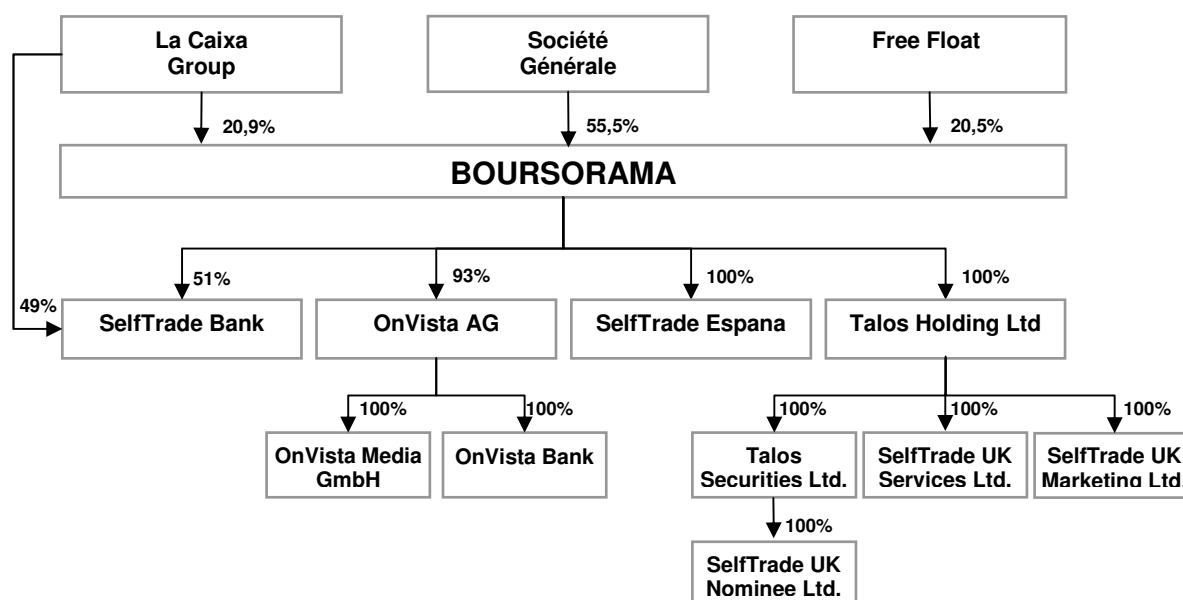 La Caixa
Group
Société
Générale
Free Float
20,9%
55,5%
20,5%
BOURSORAMA
51%
93%
100%
100%
49%
SelfTrade Bank
OnVista AG
SelfTrade Espana
Talos Holding Ltd
100%
100%
100%
100%
100%
OnVista Media
GmbH
OnVista Bank
Talos
Securities Ltd.
SelfTrade UK
Services Ltd.
SelfTrade UK
Marketing Ltd.
100%
SelfTrade UK
Nominee Ltd.